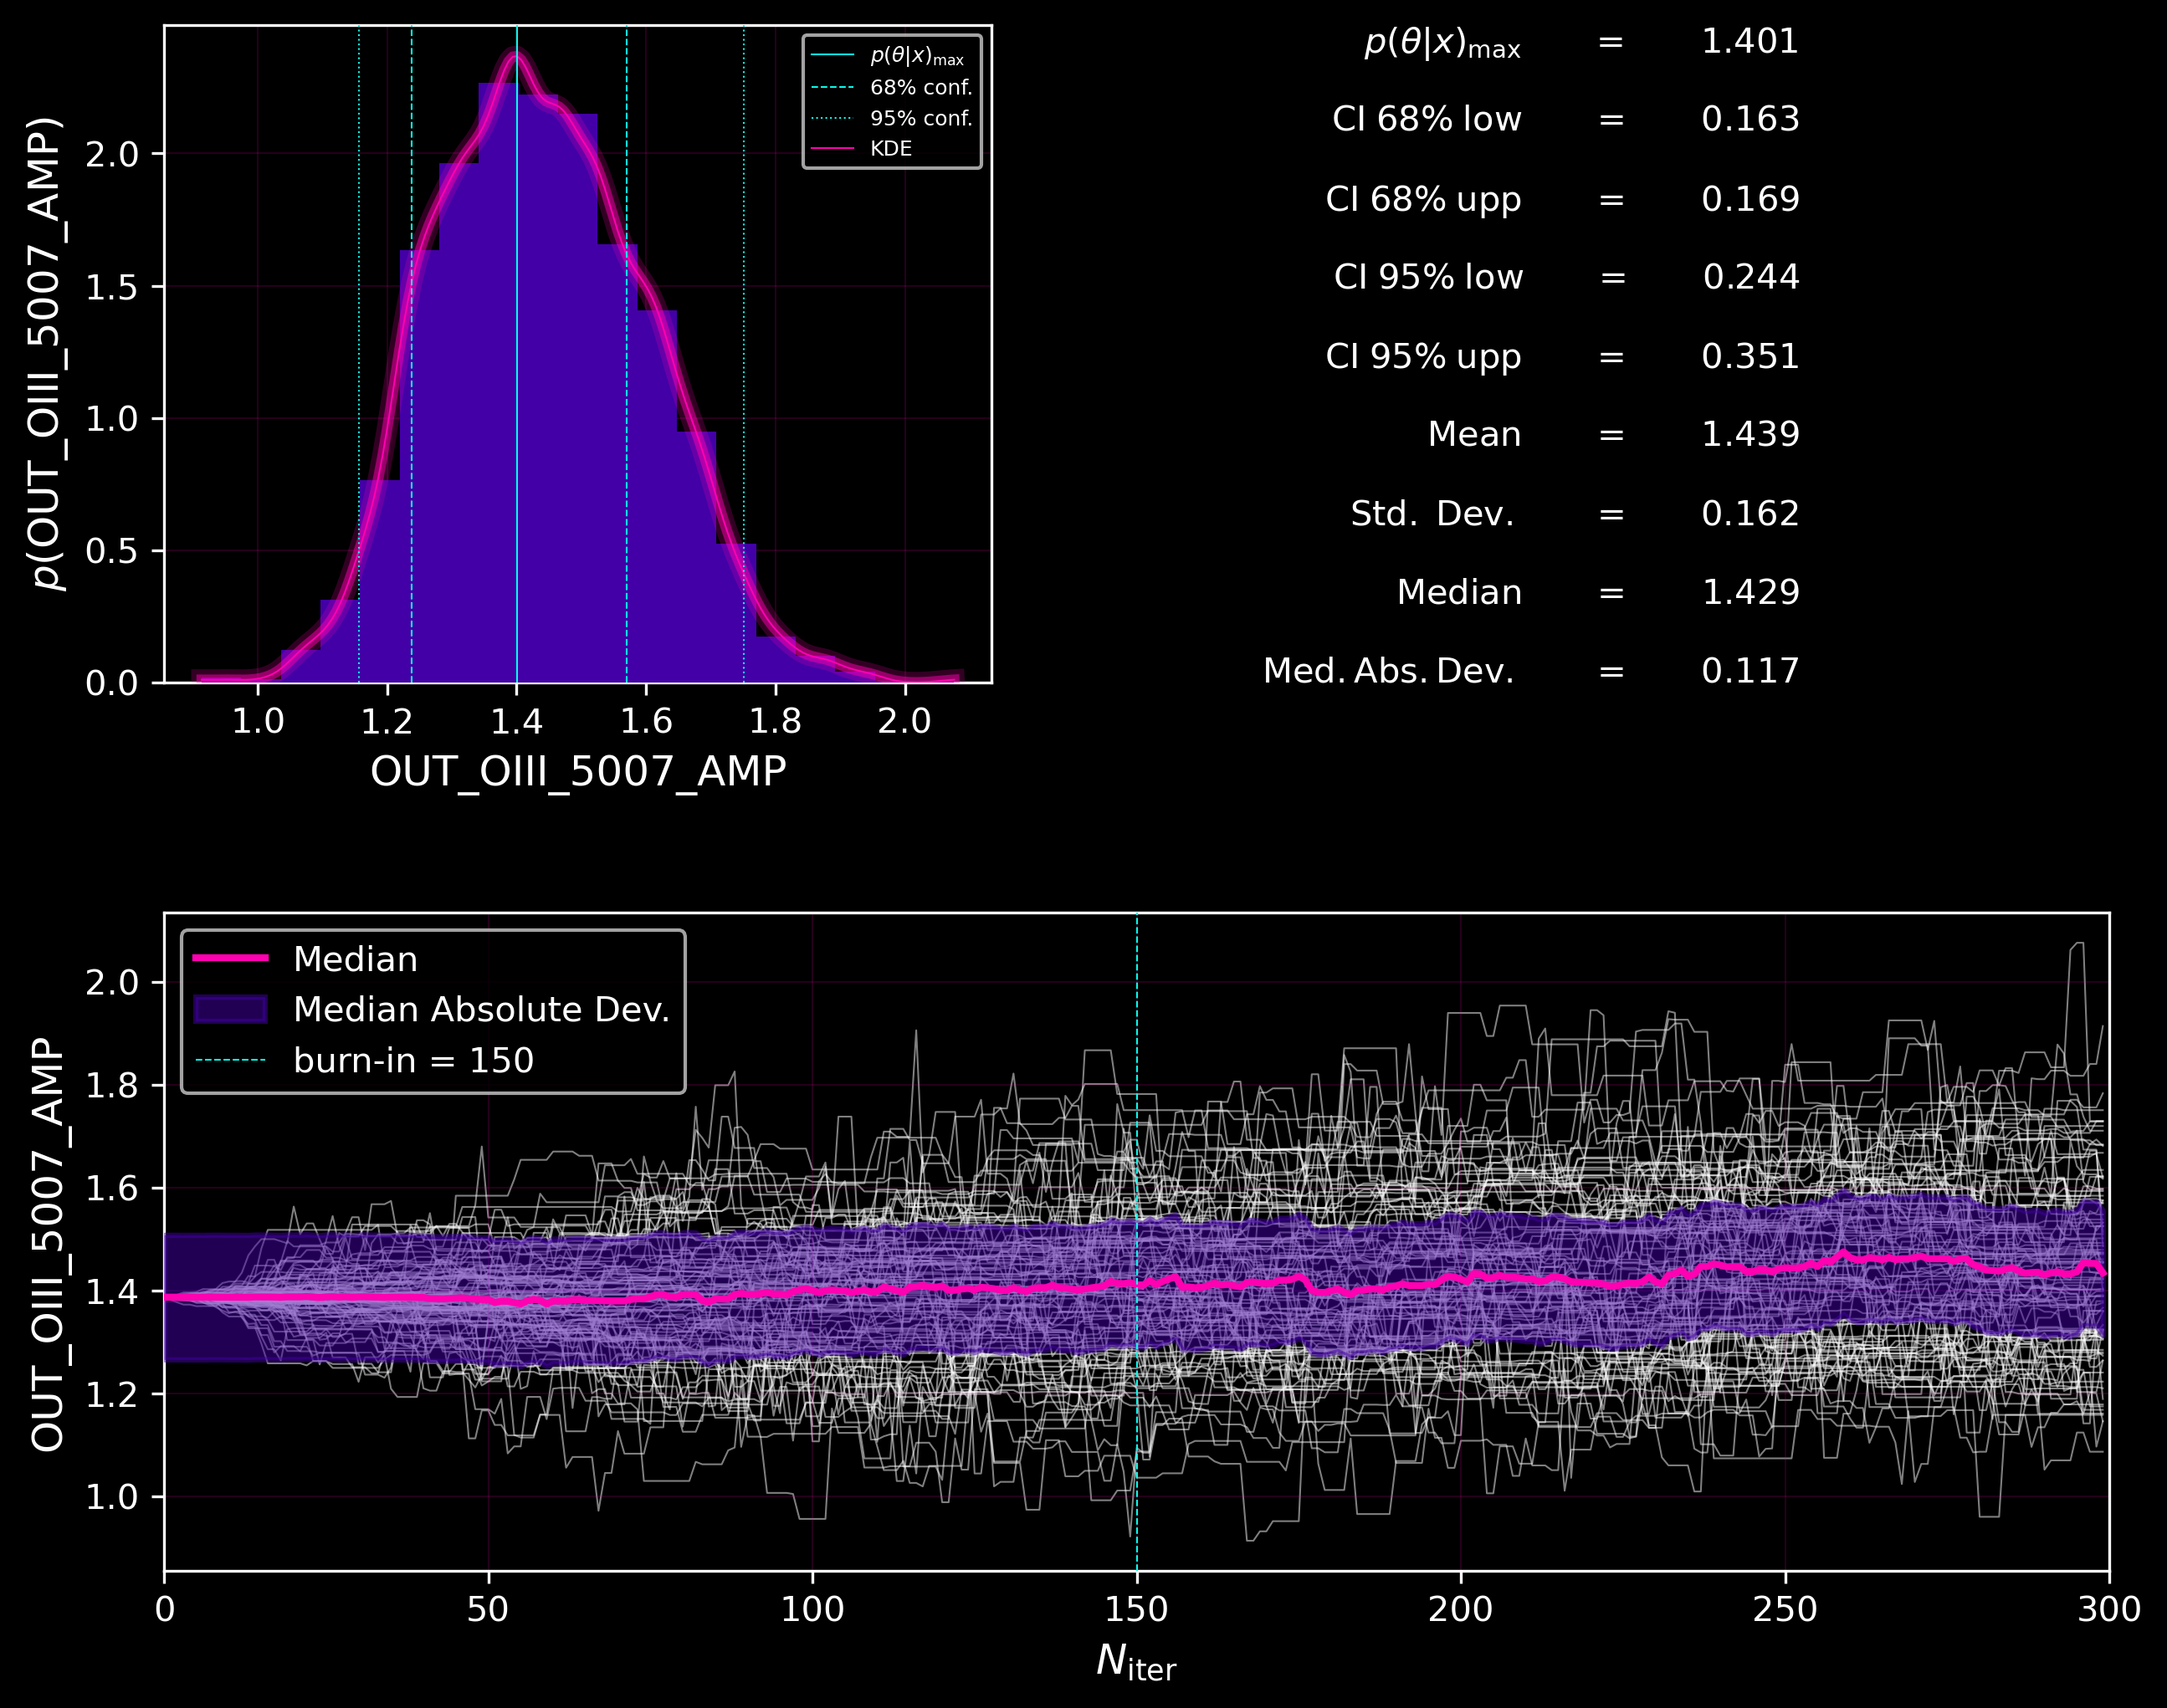 p(OUT_OIII_5007_AMP)
2.0
1.5
1.0
0.5
0.0
1.0 1.2 1.4 1.6 1.8 2.0
OUT_OIII_5007_AMP
p(θ|x)max
68% conf.
95% conf.
KDE
p(θ|x)max = 1.401
CI 68% low = 0.163
CI 68% upp = 0.169
CI 95% low = 0.244
CI 95% upp = 0.351
Mean = 1.439
Std. Dev. = 0.162
Median = 1.429
Med. Abs. Dev. = 0.117
OUT_OIII_5007_AMP
2.0
1.8
1.6
1.4
1.2
1.0
Median
Median Absolute Dev.
burn-in = 150
0 50 100 150 200 250 300
Niter